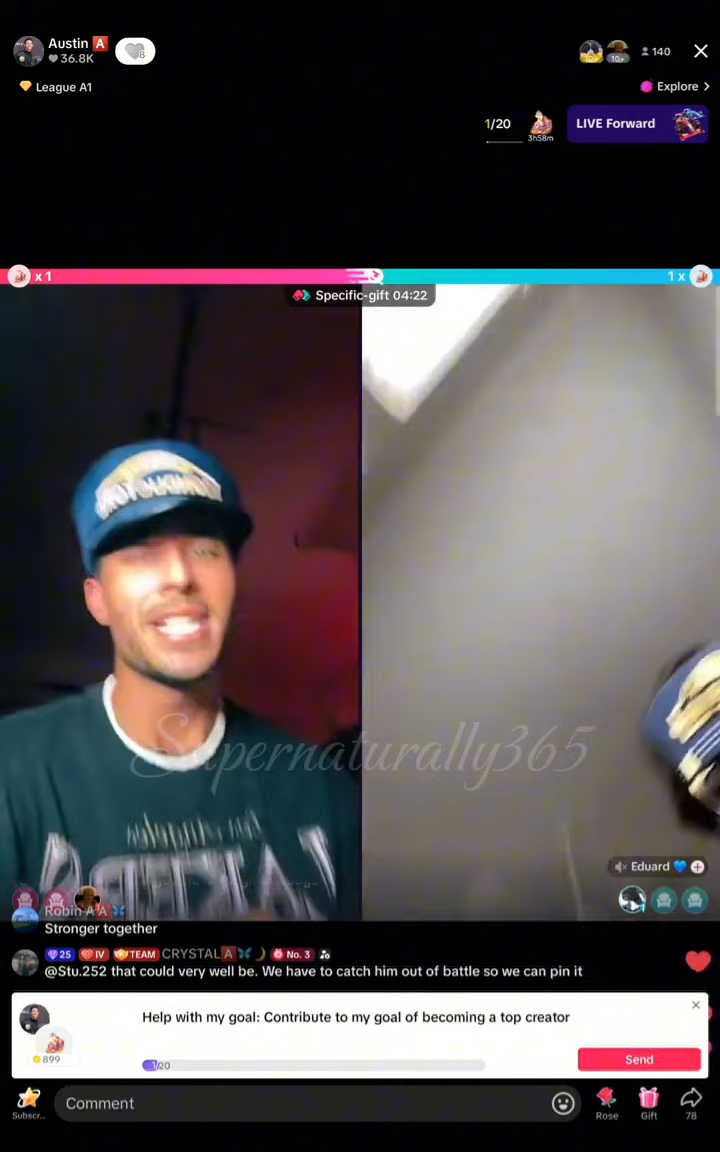 Austin A
36.8K
8
10+
10+
140
League A1
Explore
1/20
3h58m
LIVE Forward
x 1
1 x
Specific-gift 04:22
Supernaturally365
Eduard
Robin A A
Stronger together
25 IV TEAM CRYSTAL A No. 3
@Stu.252 that could very well be. We have to catch him out of battle so we can pin it
Help with my goal: Contribute to my goal of becoming a top creator
899
1/20
Send
Subscr...
Comment
Rose
Gift
78